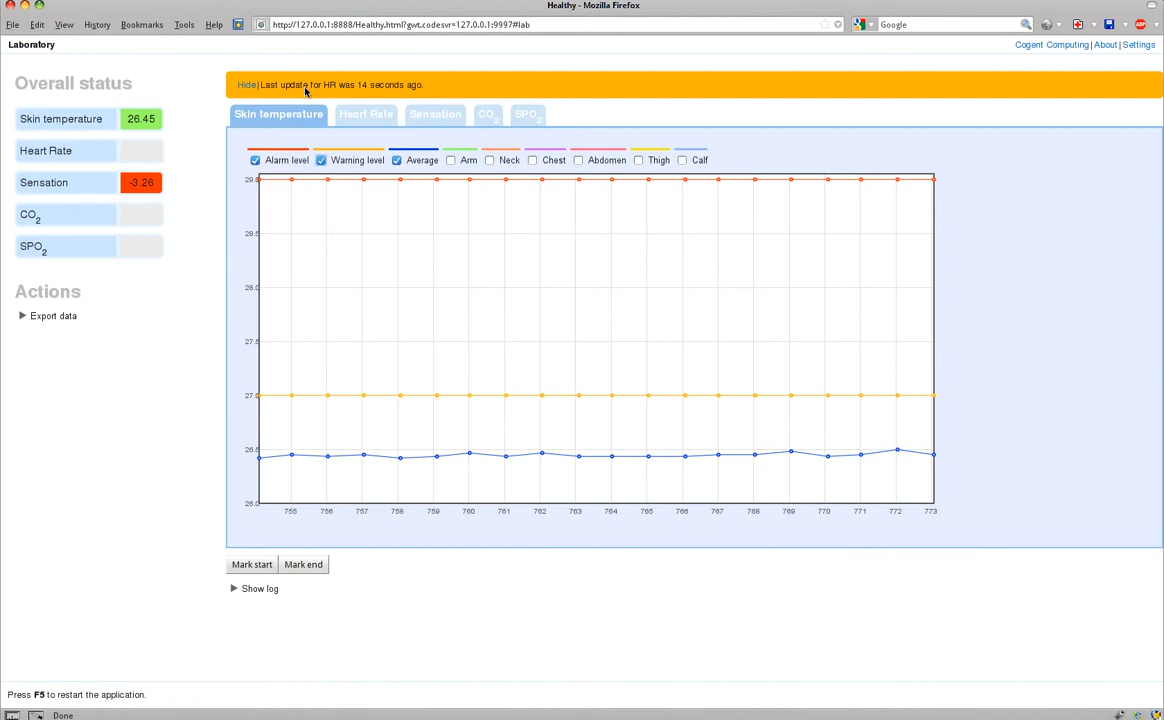 Healthy - Mozilla Firefox
File Edit View History Bookmarks Tools Help
http://127.0.0.1:8888/Healthy.html?gwt.codesvr=127.0.0.1:9997#lab
Google
ABP
Laboratory
Cogent Computing | About | Settings
Overall status
Skin temperature 26.45
Heart Rate
Sensation -3.26
CO2
SPO2
Actions
Export data
Hide| Last update for HR was 14 seconds ago.
Skin temperature Heart Rate Sensation CO2 SPO2
Alarm level Warning level Average Arm Neck Chest Abdomen Thigh Calf
29.0
28.5
28.0
27.5
27.0
26.5
26.0
755 756 757 758 759 760 761 762 763 764 765 766 767 768 769 770 771 772 773
Mark start Mark end
Show log
Press F5 to restart the application.
Done